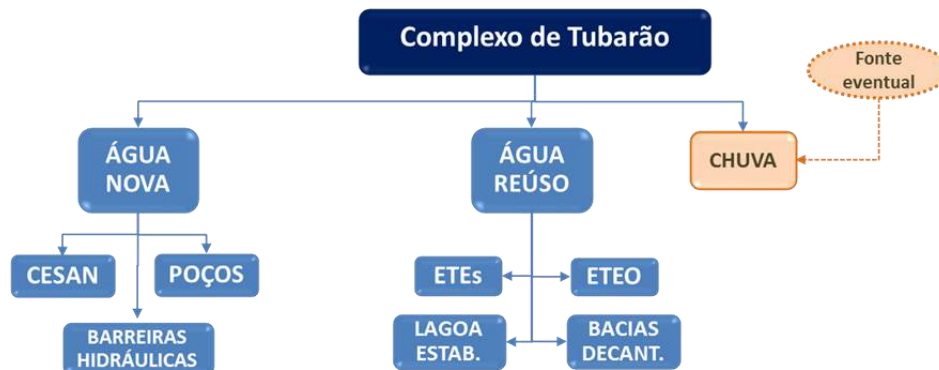 Complexo de Tubarão
Fonte
eventual
ÁGUA
NOVA
ÁGUA
REÚSO
CHUVA
CESAN
POÇOS
ETEs
ETEO
BARREIRAS
HIDRÁULICAS
LAGOA
ESTAB.
BACIAS
DECANT.